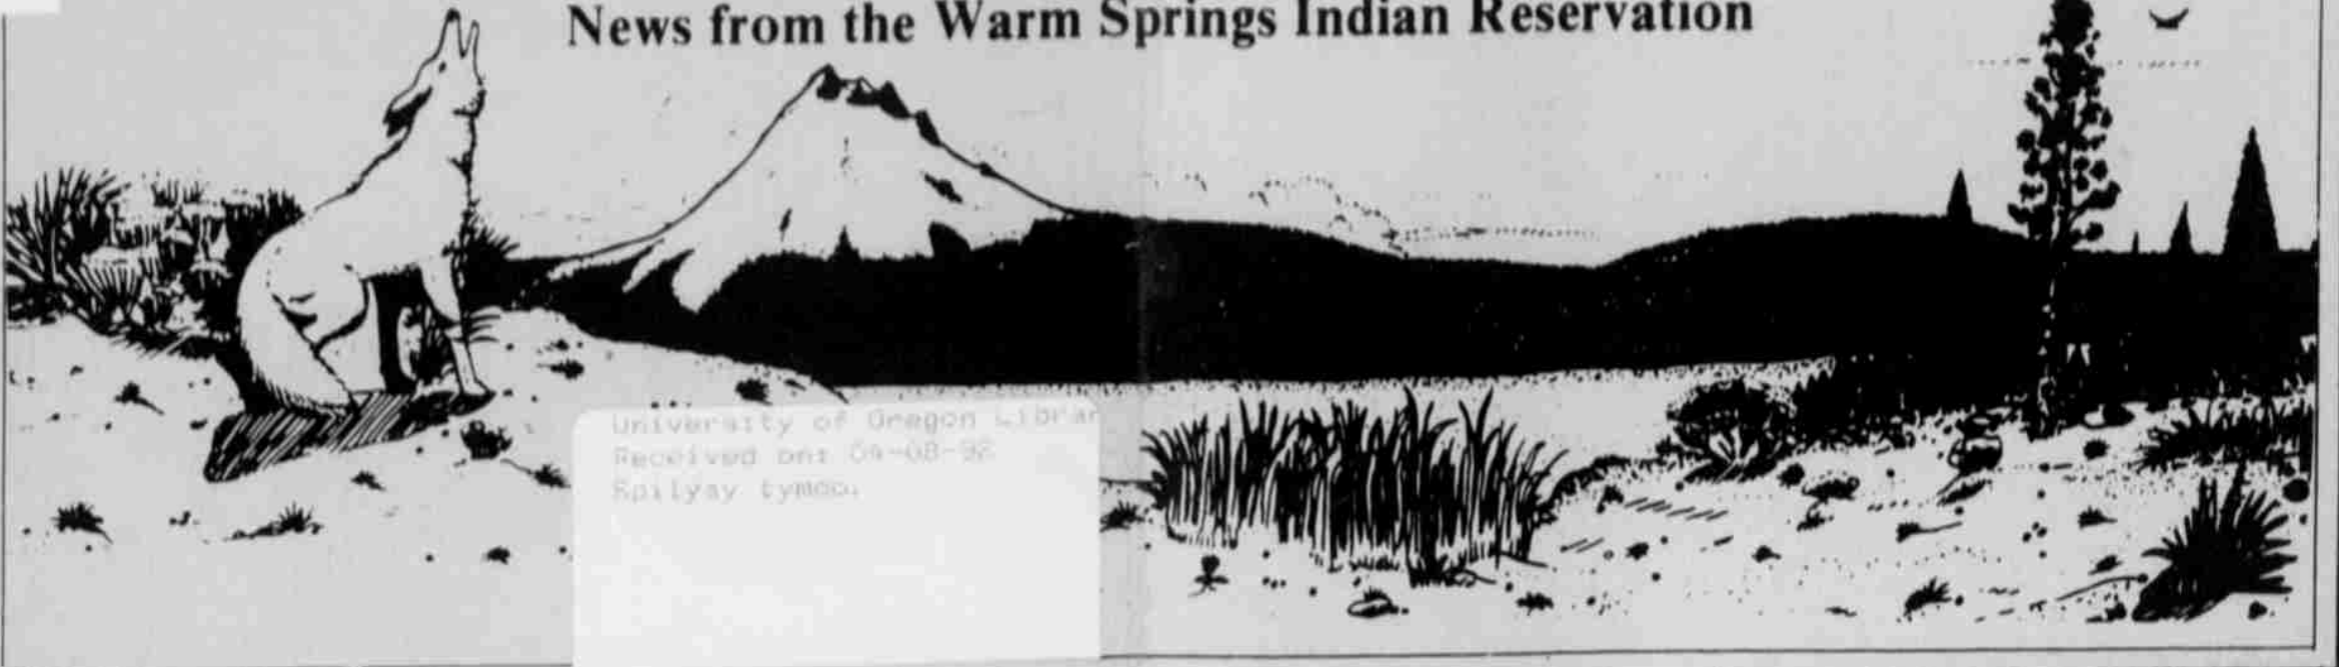 News from the Warm Springs Indian Reservation
University of Oregon Librar
Received on: 04-08-92
Spilyay tymoo.